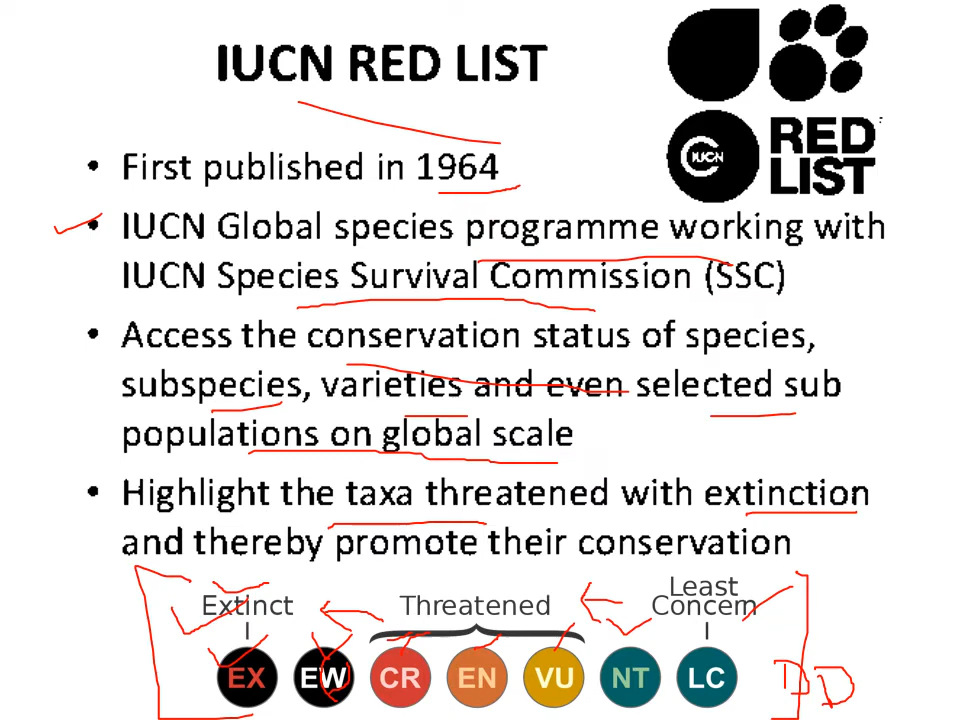 IUCN RED LIST
IUCN
RED
LIST
• First published in 1964
• IUCN Global species programme working with
IUCN Species Survival Commission (SSC)
• Access the conservation status of species,
subspecies, varieties and even selected sub
populations on global scale
• Highlight the taxa threatened with extinction
and thereby promote their conservation
Extinct Threatened Least
Concern
EX EW CR EN VU NT LC DD